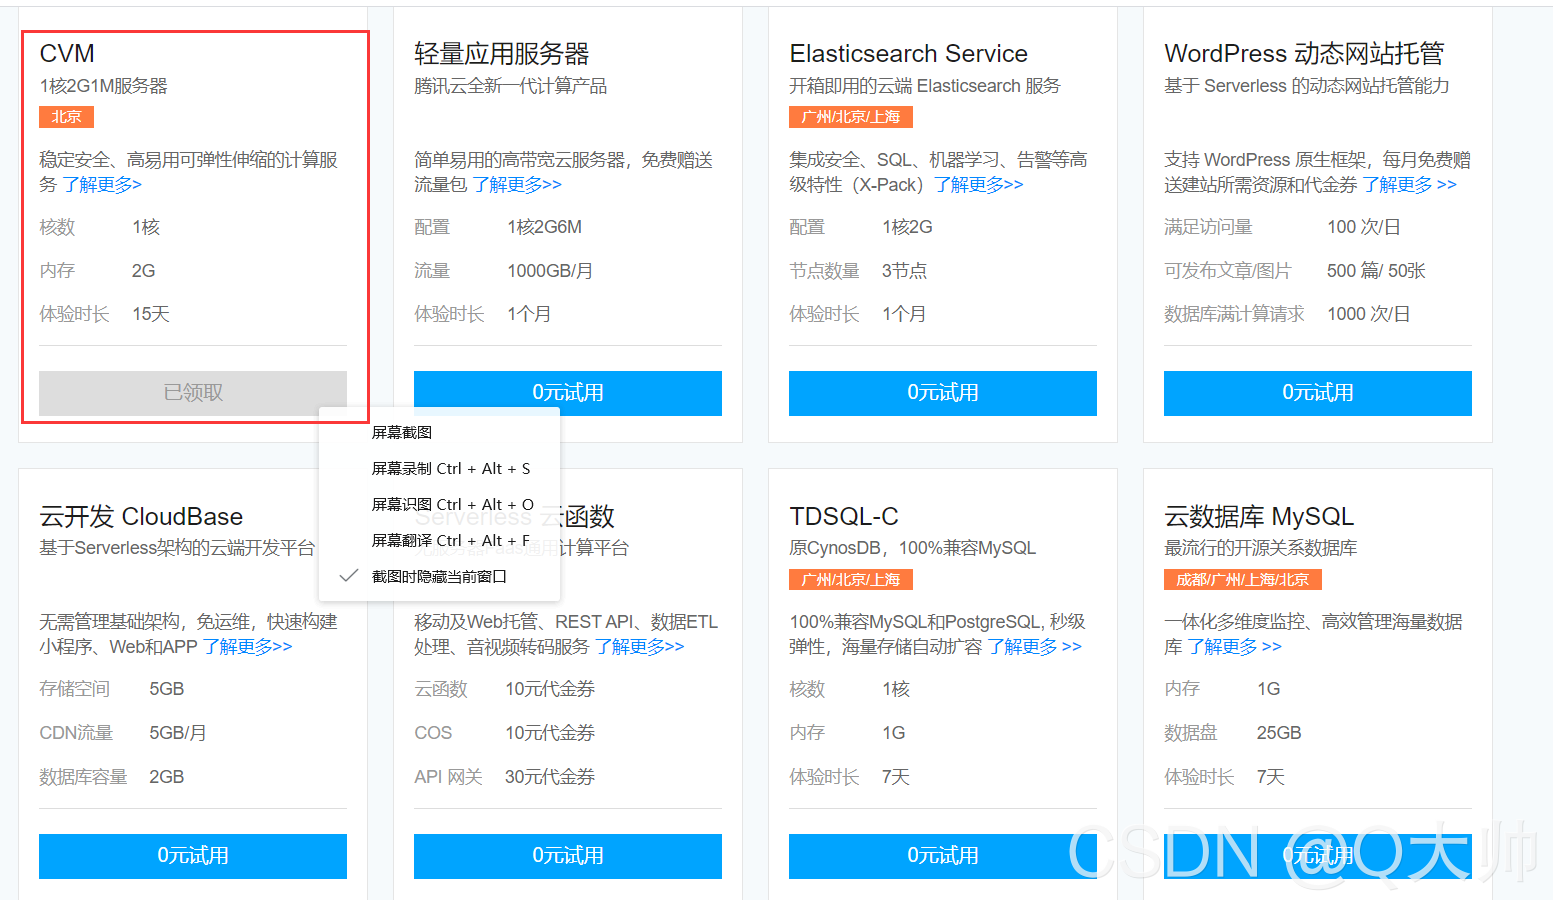 CVM
1核2G1M服务器
北京
稳定安全、高易用可弹性伸缩的计算服
务 了解更多>
核数 1核
内存 2G
体验时长 15天
已领取
轻量应用服务器
腾讯云全新一代计算产品
简单易用的高带宽云服务器，免费赠送
流量包 了解更多>>
配置 1核2G6M
流量 1000GB/月
体验时长 1个月
0元试用
Elasticsearch Service
开箱即用的云端 Elasticsearch 服务
广州/北京/上海
集成安全、SQL、机器学习、告警等高
级特性（X-Pack）了解更多>>
配置 1核2G
节点数量 3节点
体验时长 1个月
0元试用
WordPress 动态网站托管
基于 Serverless 的动态网站托管能力
支持 WordPress 原生框架，每月免费赠
送建站所需资源和代金券 了解更多 >>
满足访问量 100 次/日
可发布文章/图片 500 篇/ 50张
数据库满计算请求 1000 次/日
0元试用
屏幕截图
屏幕录制 Ctrl + Alt + S
屏幕识图 Ctrl + Alt + O
屏幕翻译 Ctrl + Alt + F
截图时隐藏当前窗口
云开发 CloudBase
基于Serverless架构的云端开发平台
无需管理基础架构，免运维，快速构建
小程序、Web和APP 了解更多>>
存储空间 5GB
CDN流量 5GB/月
数据库容量 2GB
0元试用
Serverless 云函数
计算平台
移动及Web托管、REST API、数据ETL
处理、音视频转码服务 了解更多>>
云函数 10元代金券
COS 10元代金券
API 网关 30元代金券
0元试用
TDSQL-C
原CynosDB，100%兼容MySQL
广州/北京/上海
100%兼容MySQL和PostgreSQL, 秒级
弹性，海量存储自动扩容 了解更多 >>
核数 1核
内存 1G
体验时长 7天
0元试用
云数据库 MySQL
最流行的开源关系数据库
成都/广州/上海/北京
一体化多维度监控、高效管理海量数据
库 了解更多 >>
内存 1G
数据盘 25GB
体验时长 7天
0元试用
CSDN @Q大帅